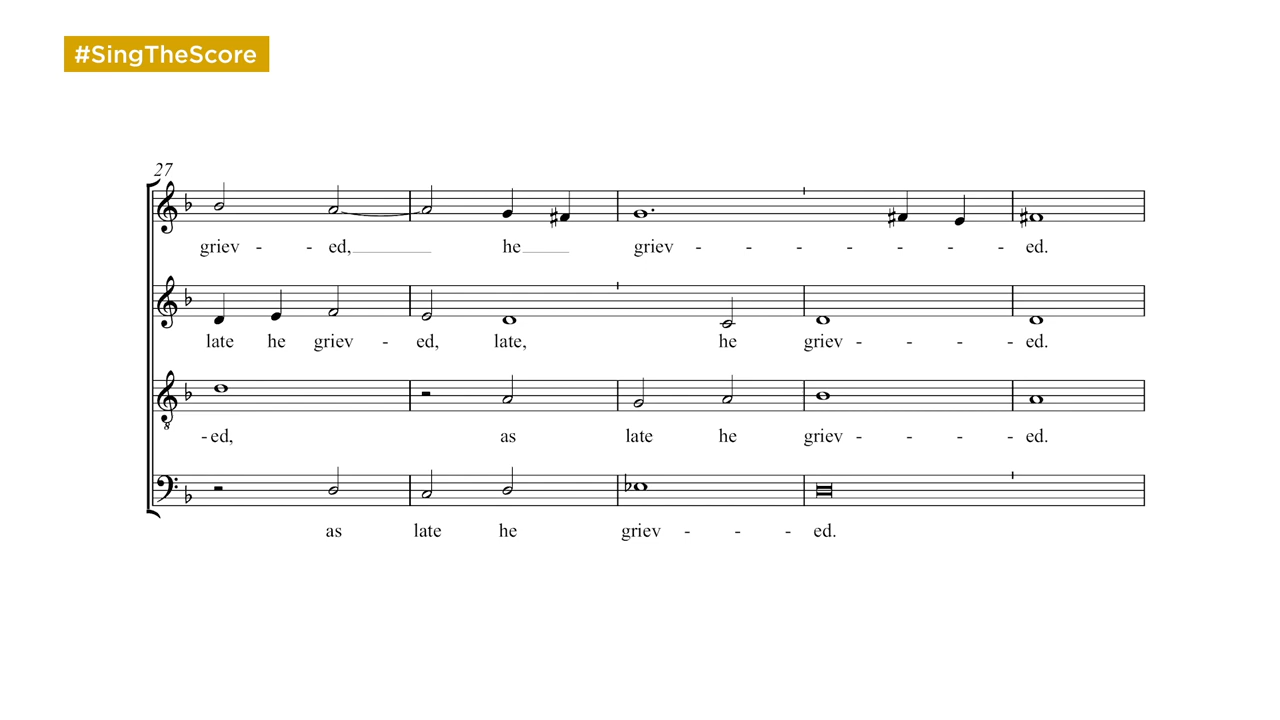 #SingTheScore
27
griev - - ed, he griev - - - - - - - ed.
late he griev - ed, late, he griev - - - - ed.
- ed, as late he griev - - - - ed.
as late he griev - - - ed.